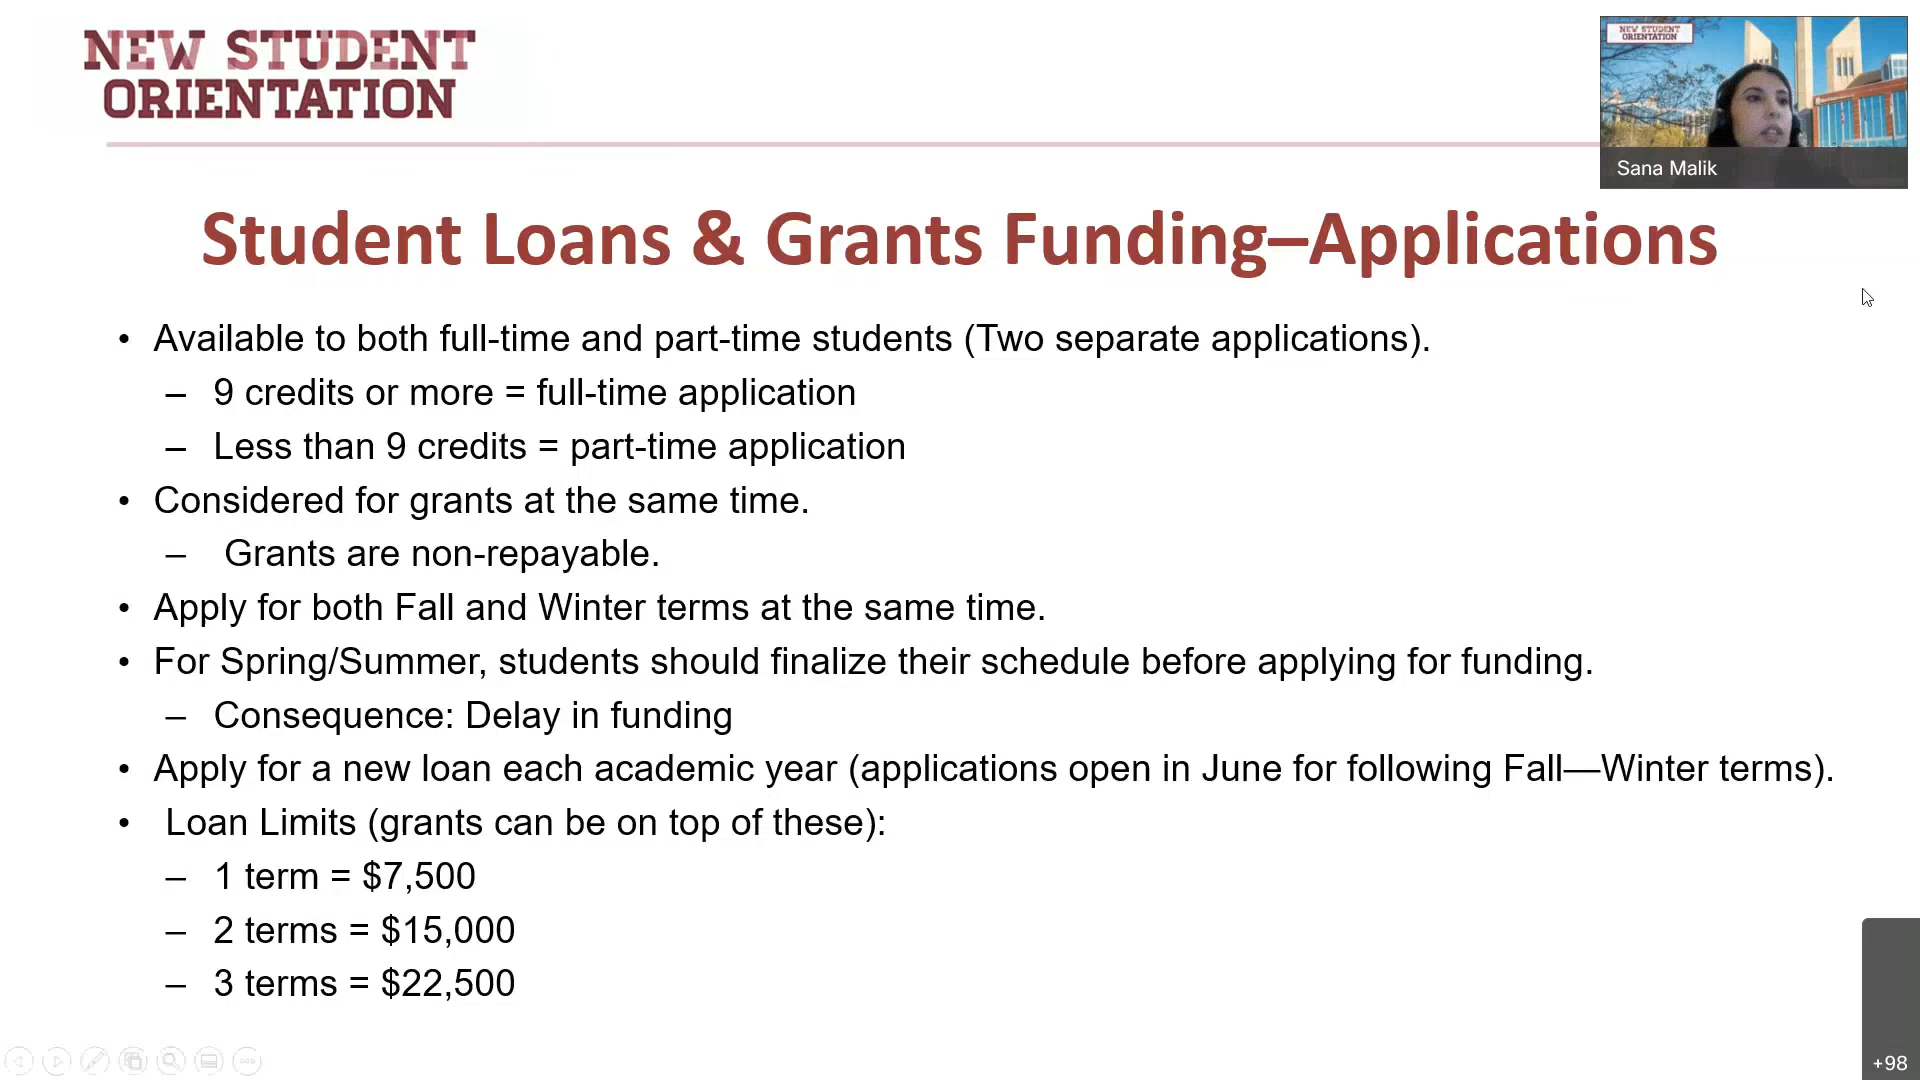 NEW STUDENT
ORIENTATION
NEW STUDENT
ORIENTATION
Sana Malik
Student Loans & Grants Funding–Applications
• Available to both full-time and part-time students (Two separate applications).
– 9 credits or more = full-time application
– Less than 9 credits = part-time application
• Considered for grants at the same time.
– Grants are non-repayable.
• Apply for both Fall and Winter terms at the same time.
• For Spring/Summer, students should finalize their schedule before applying for funding.
– Consequence: Delay in funding
• Apply for a new loan each academic year (applications open in June for following Fall—Winter terms).
• Loan Limits (grants can be on top of these):
– 1 term = $7,500
– 2 terms = $15,000
– 3 terms = $22,500
+98